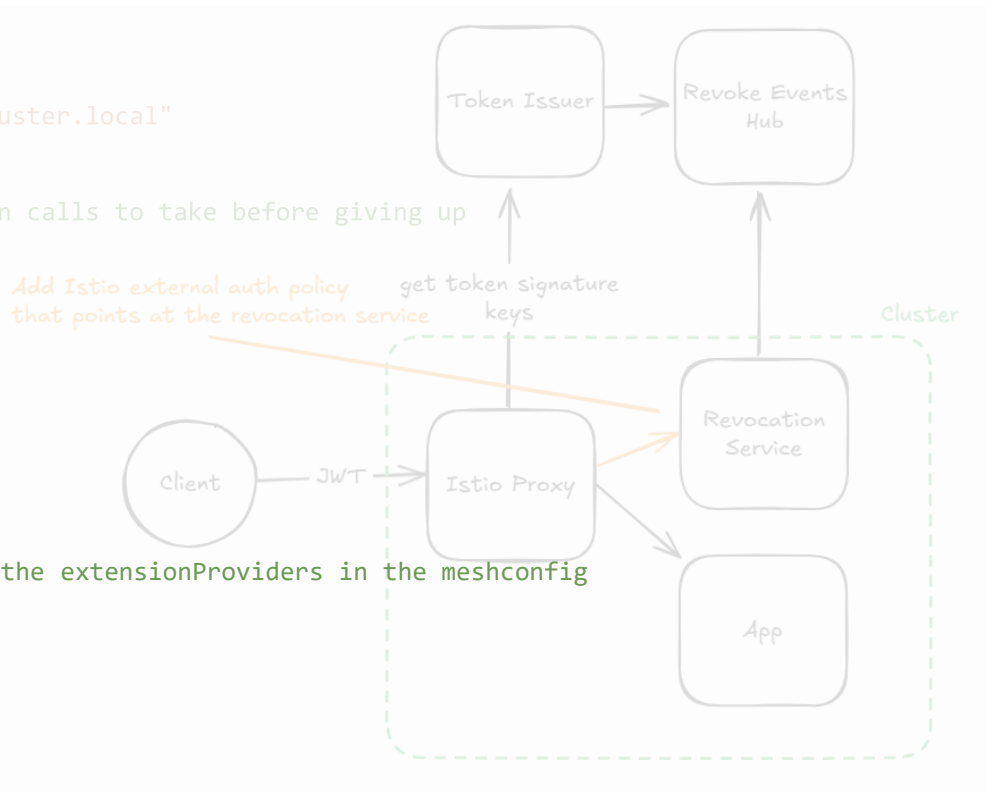 Token Issuer
Revoke Events
Hub
uster.local"
n calls to take before giving up
Add Istio external auth policy
that points at the revocation service
get token signature
keys
Cluster
Revocation
Service
Client
JWT
Istio Proxy
the extensionProviders in the meshconfig
App